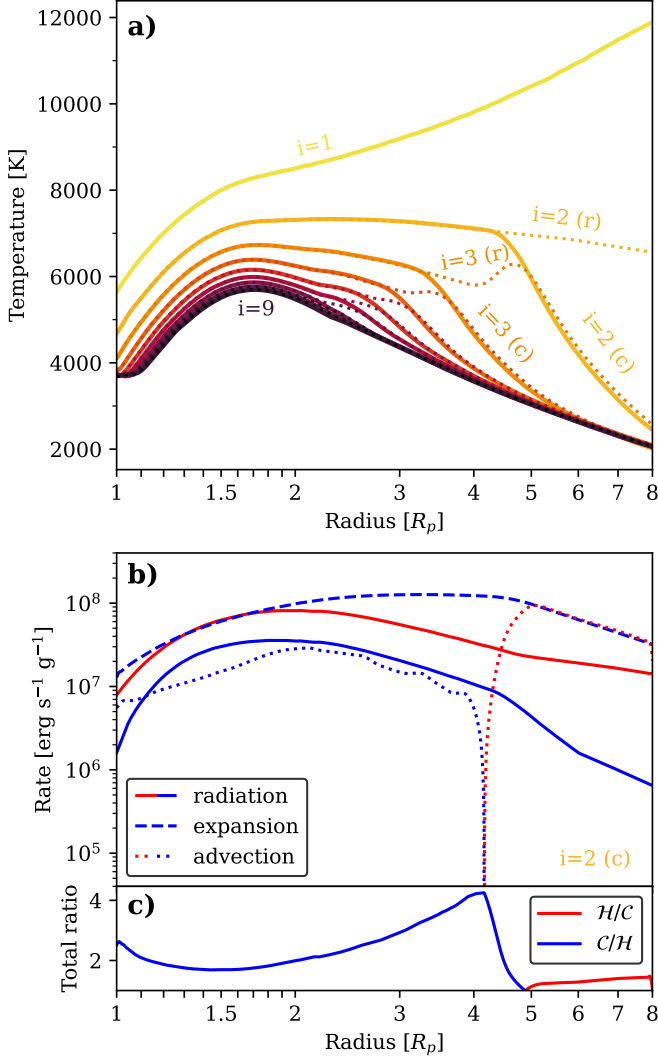 a)
12000
10000
8000
6000
4000
2000
Temperature [K]
i=1
i=2 (r)
i=3 (r)
i=9
i=3 (c)
i=2 (c)
1
1.5
2
3
4
5
6
7
8
Radius [R_p]
b)
10^8
10^7
10^6
10^5
Rate [erg s^−1 g^−1]
radiation
expansion
advection
i=2 (c)
c)
4
2
Total ratio
ℋ/𝒞
𝒞/ℋ
1
1.5
2
3
4
5
6
7
8
Radius [R_p]